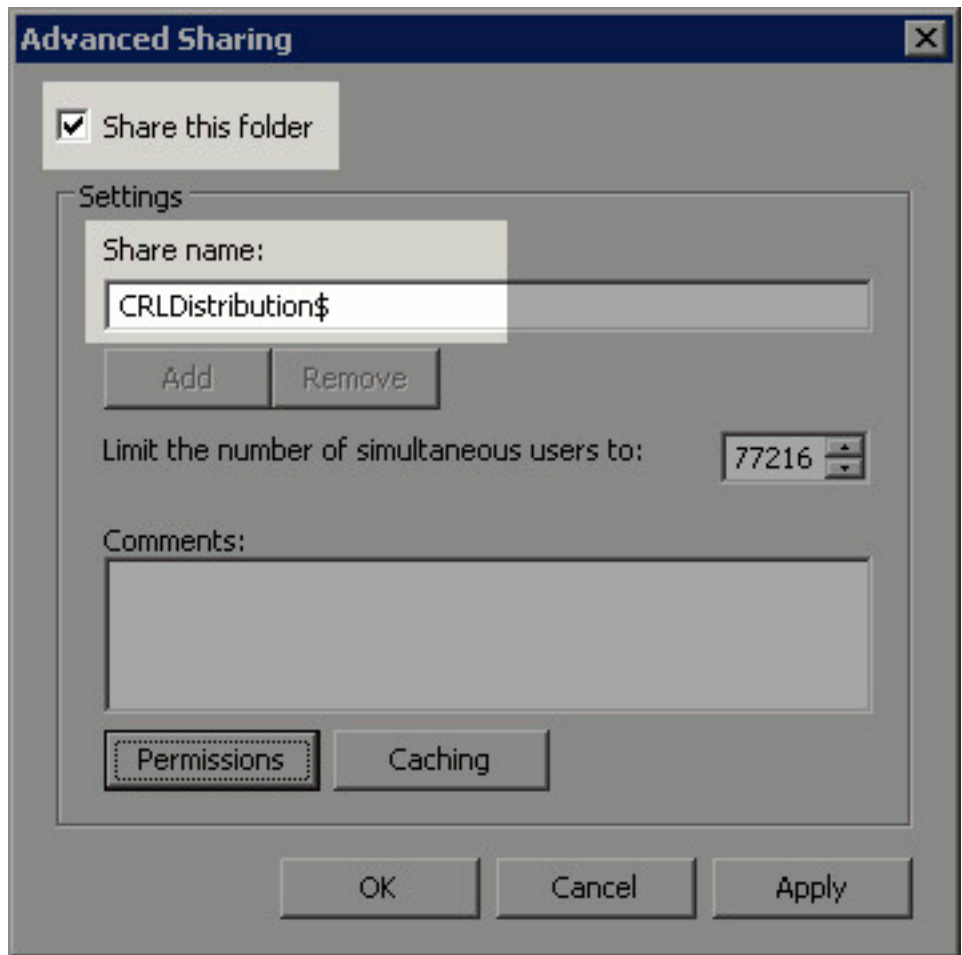 Advanced Sharing
Share this folder
Settings
Share name:
CRLDistribution$
Add Remove
Limit the number of simultaneous users to: 77216
Comments:
Permissions Caching
OK Cancel Apply